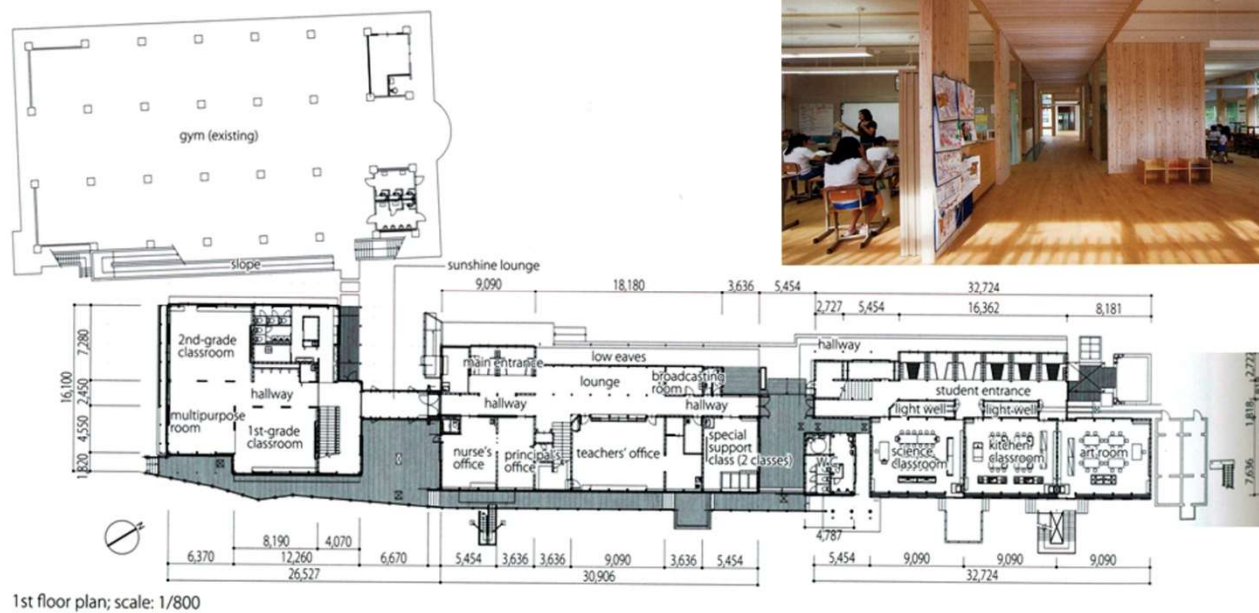 gym (existing)
slope
sunshine lounge
9,090
18,180
3,636
5,454
32,724
2,727
5,454
16,362
8,181
hallway
2nd-grade
classroom
main entrance
low eaves
lounge
broadcasting
room
student entrance
hallway
hallway
hallway
light well
light well
multipurpose
room
1st-grade
classroom
nurse's
office
principal's
office
teachers' office
special
support
class (2 classes)
science
classroom
kitchen
classroom
art room
16,100
7,280
2,450
4,550
1,820
1,818
7,636
N
4,787
8,190
4,070
6,370
12,260
6,670
5,454
3,636
3,636
9,090
3,636
5,454
5,454
9,090
9,090
9,090
26,527
30,906
32,724
1st floor plan; scale: 1/800